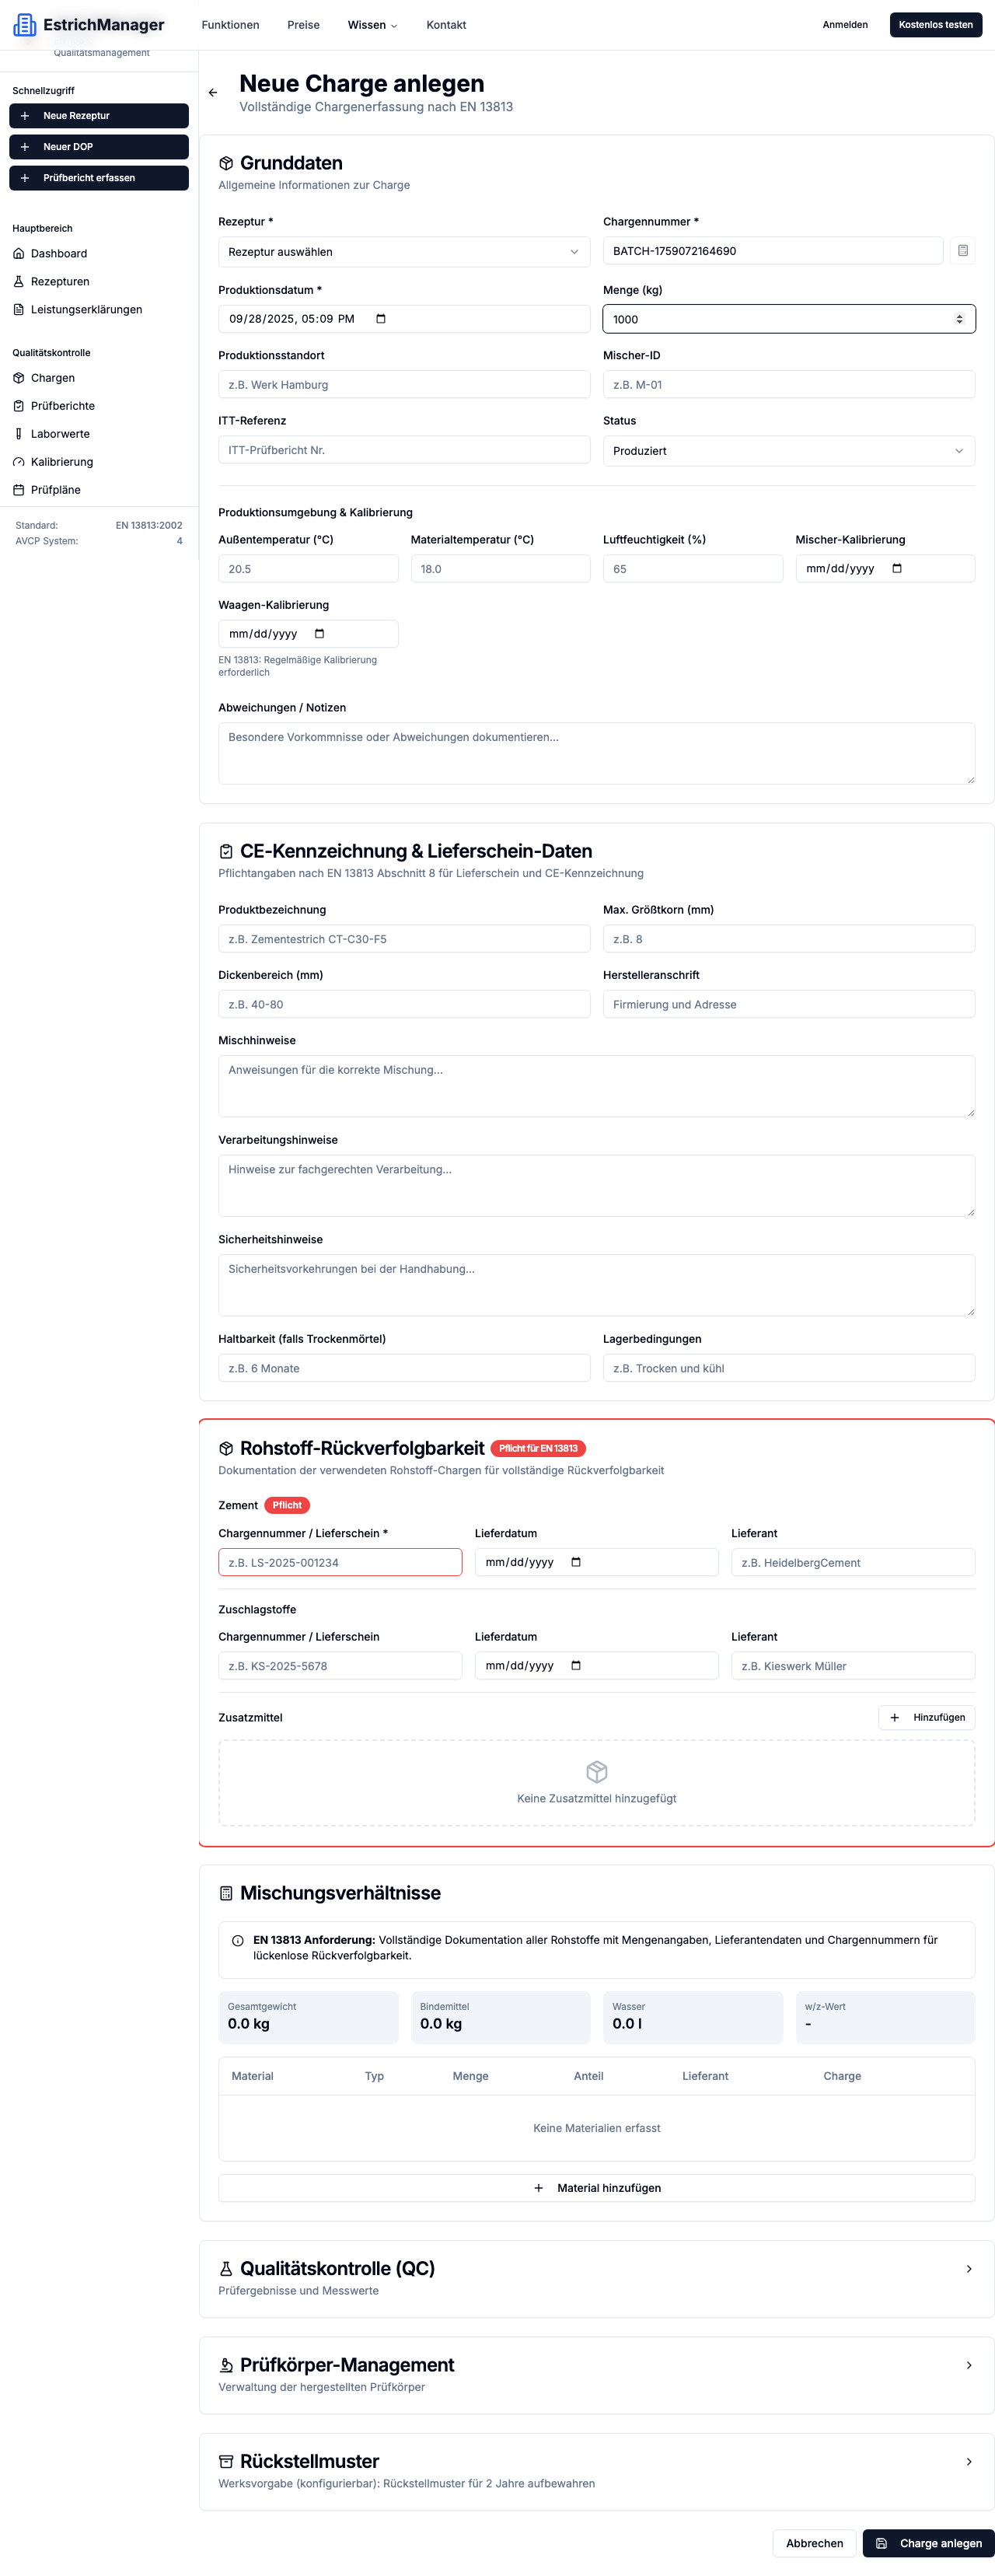 EstrichManager
Funktionen
Preise
Wissen
Kontakt
Anmelden
Kostenlos testen
Qualitätsmanagement
Schnellzugriff
Neue Rezeptur
Neuer DOP
Prüfbericht erfassen
Hauptbereich
Dashboard
Rezepturen
Leistungserklärungen
Qualitätskontrolle
Chargen
Prüfberichte
Laborwerte
Kalibrierung
Prüfpläne
Standard: EN 13813:2002
AVCP System: 4
Neue Charge anlegen
Vollständige Chargenerfassung nach EN 13813
Grunddaten
Allgemeine Informationen zur Charge
Rezeptur * Chargennummer *
Rezeptur auswählen BATCH-1759072164690
Produktionsdatum * Menge (kg)
09/28/2025, 05:09 PM 1000
Produktionsstandort Mischer-ID
z.B. Werk Hamburg z.B. M-01
ITT-Referenz Status
ITT-Prüfbericht Nr. Produziert
Produktionsumgebung & Kalibrierung
Außentemperatur (°C) Materialtemperatur (°C) Luftfeuchtigkeit (%) Mischer-Kalibrierung
20.5 18.0 65 mm/dd/yyyy
Waagen-Kalibrierung
mm/dd/yyyy
EN 13813: Regelmäßige Kalibrierung
erforderlich
Abweichungen / Notizen
Besondere Vorkommnisse oder Abweichungen dokumentieren...
CE-Kennzeichnung & Lieferschein-Daten
Pflichtangaben nach EN 13813 Abschnitt 8 für Lieferschein und CE-Kennzeichnung
Produktbezeichnung Max. Größtkorn (mm)
z.B. Zementestrich CT-C30-F5 z.B. 8
Dickenbereich (mm) Herstelleranschrift
z.B. 40-80 Firmierung und Adresse
Mischhinweise
Anweisungen für die korrekte Mischung...
Verarbeitungshinweise
Hinweise zur fachgerechten Verarbeitung...
Sicherheitshinweise
Sicherheitsvorkehrungen bei der Handhabung...
Haltbarkeit (falls Trockenmörtel) Lagerbedingungen
z.B. 6 Monate z.B. Trocken und kühl
Rohstoff-Rückverfolgbarkeit Pflicht für EN 13813
Dokumentation der verwendeten Rohstoff-Chargen für vollständige Rückverfolgbarkeit
Zement Pflicht
Chargennummer / Lieferschein * Lieferdatum Lieferant
z.B. LS-2025-001234 mm/dd/yyyy z.B. HeidelbergCement
Zuschlagstoffe
Chargennummer / Lieferschein Lieferdatum Lieferant
z.B. KS-2025-5678 mm/dd/yyyy z.B. Kieswerk Müller
Zusatzmittel Hinzufügen
Keine Zusatzmittel hinzugefügt
Mischungsverhältnisse
EN 13813 Anforderung: Vollständige Dokumentation aller Rohstoffe mit Mengenangaben, Lieferantendaten und Chargennummern für
lückenlose Rückverfolgbarkeit.
Gesamtgewicht Bindemittel Wasser w/z-Wert
0.0 kg 0.0 kg 0.0 l -
Material Typ Menge Anteil Lieferant Charge
Keine Materialien erfasst
Material hinzufügen
Qualitätskontrolle (QC)
Prüfergebnisse und Messwerte
Prüfkörper-Management
Verwaltung der hergestellten Prüfkörper
Rückstellmuster
Werksvorgabe (konfigurierbar): Rückstellmuster für 2 Jahre aufbewahren
Abbrechen Charge anlegen